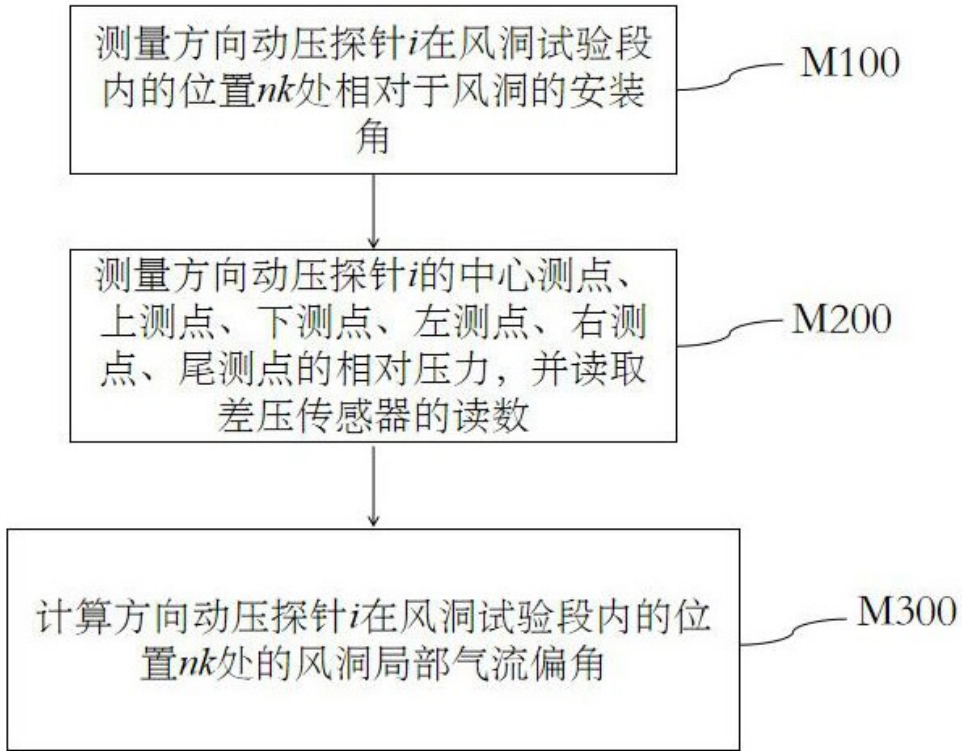 测量方向动压探针i在风洞试验段
内的位置nk处相对于风洞的安装
角
M100
测量方向动压探针i的中心测点、
上测点、下测点、左测点、右测
点、尾测点的相对压力，并读取
差压传感器的读数
M200
计算方向动压探针i在风洞试验段内的位
置nk处的风洞局部气流偏角
M300